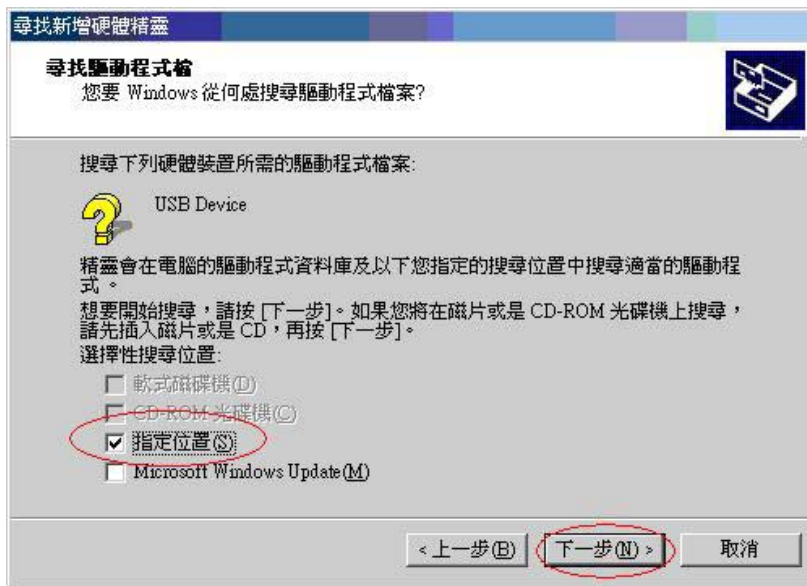 尋找新增硬體精靈
尋找驅動程式檔
您要 Windows 從何處搜尋驅動程式檔案?
搜尋下列硬體裝置所需的驅動程式檔案:
USB Device
精靈會在電腦的驅動程式資料庫及以下您指定的搜尋位置中搜尋適當的驅動程
式。
想要開始搜尋，請按 [下一步]。如果您將在磁片或是 CD-ROM 光碟機上搜尋，
請先插入磁片或是 CD，再按 [下一步]。
選擇性搜尋位置:
軟式磁碟機(D)
CD-ROM 光碟機(C)
指定位置(S)
Microsoft Windows Update(M)
< 上一步(B) 下一步(N) > 取消